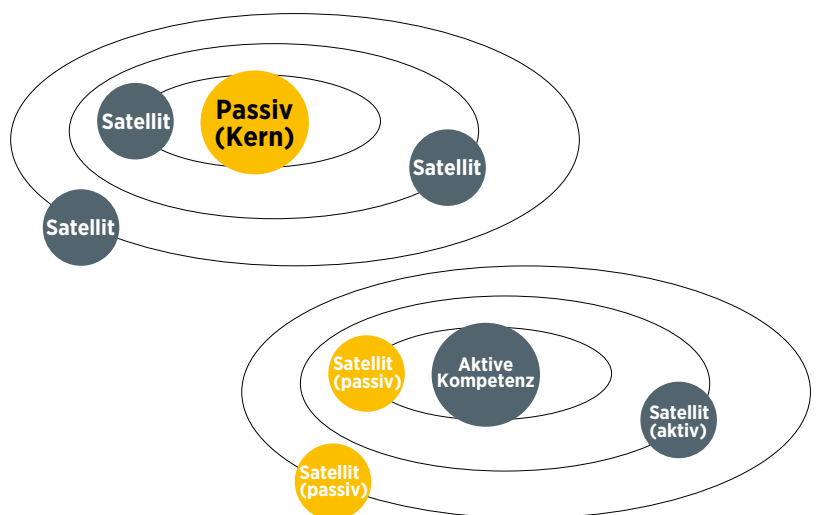 Passiv
(Kern)
Satellit
Satellit
Satellit
Aktive
Kompetenz
Satellit
(passiv)
Satellit
(aktiv)
Satellit
(passiv)